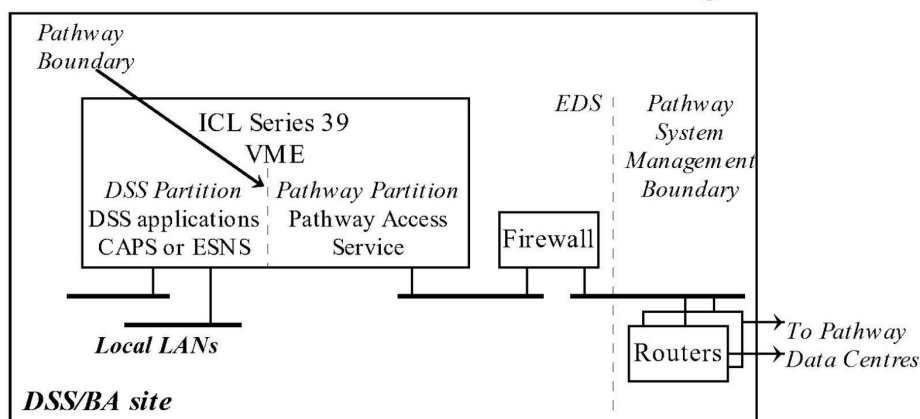 Pathway
Boundary
ICL Series 39
VME
DSS Partition
DSS applications
CAPS or ESNS
Pathway Partition
Pathway Access
Service
EDS
Pathway
System
Management
Boundary
Firewall
Local LANs
Routers
To Pathway
Data Centres
DSS/BA site